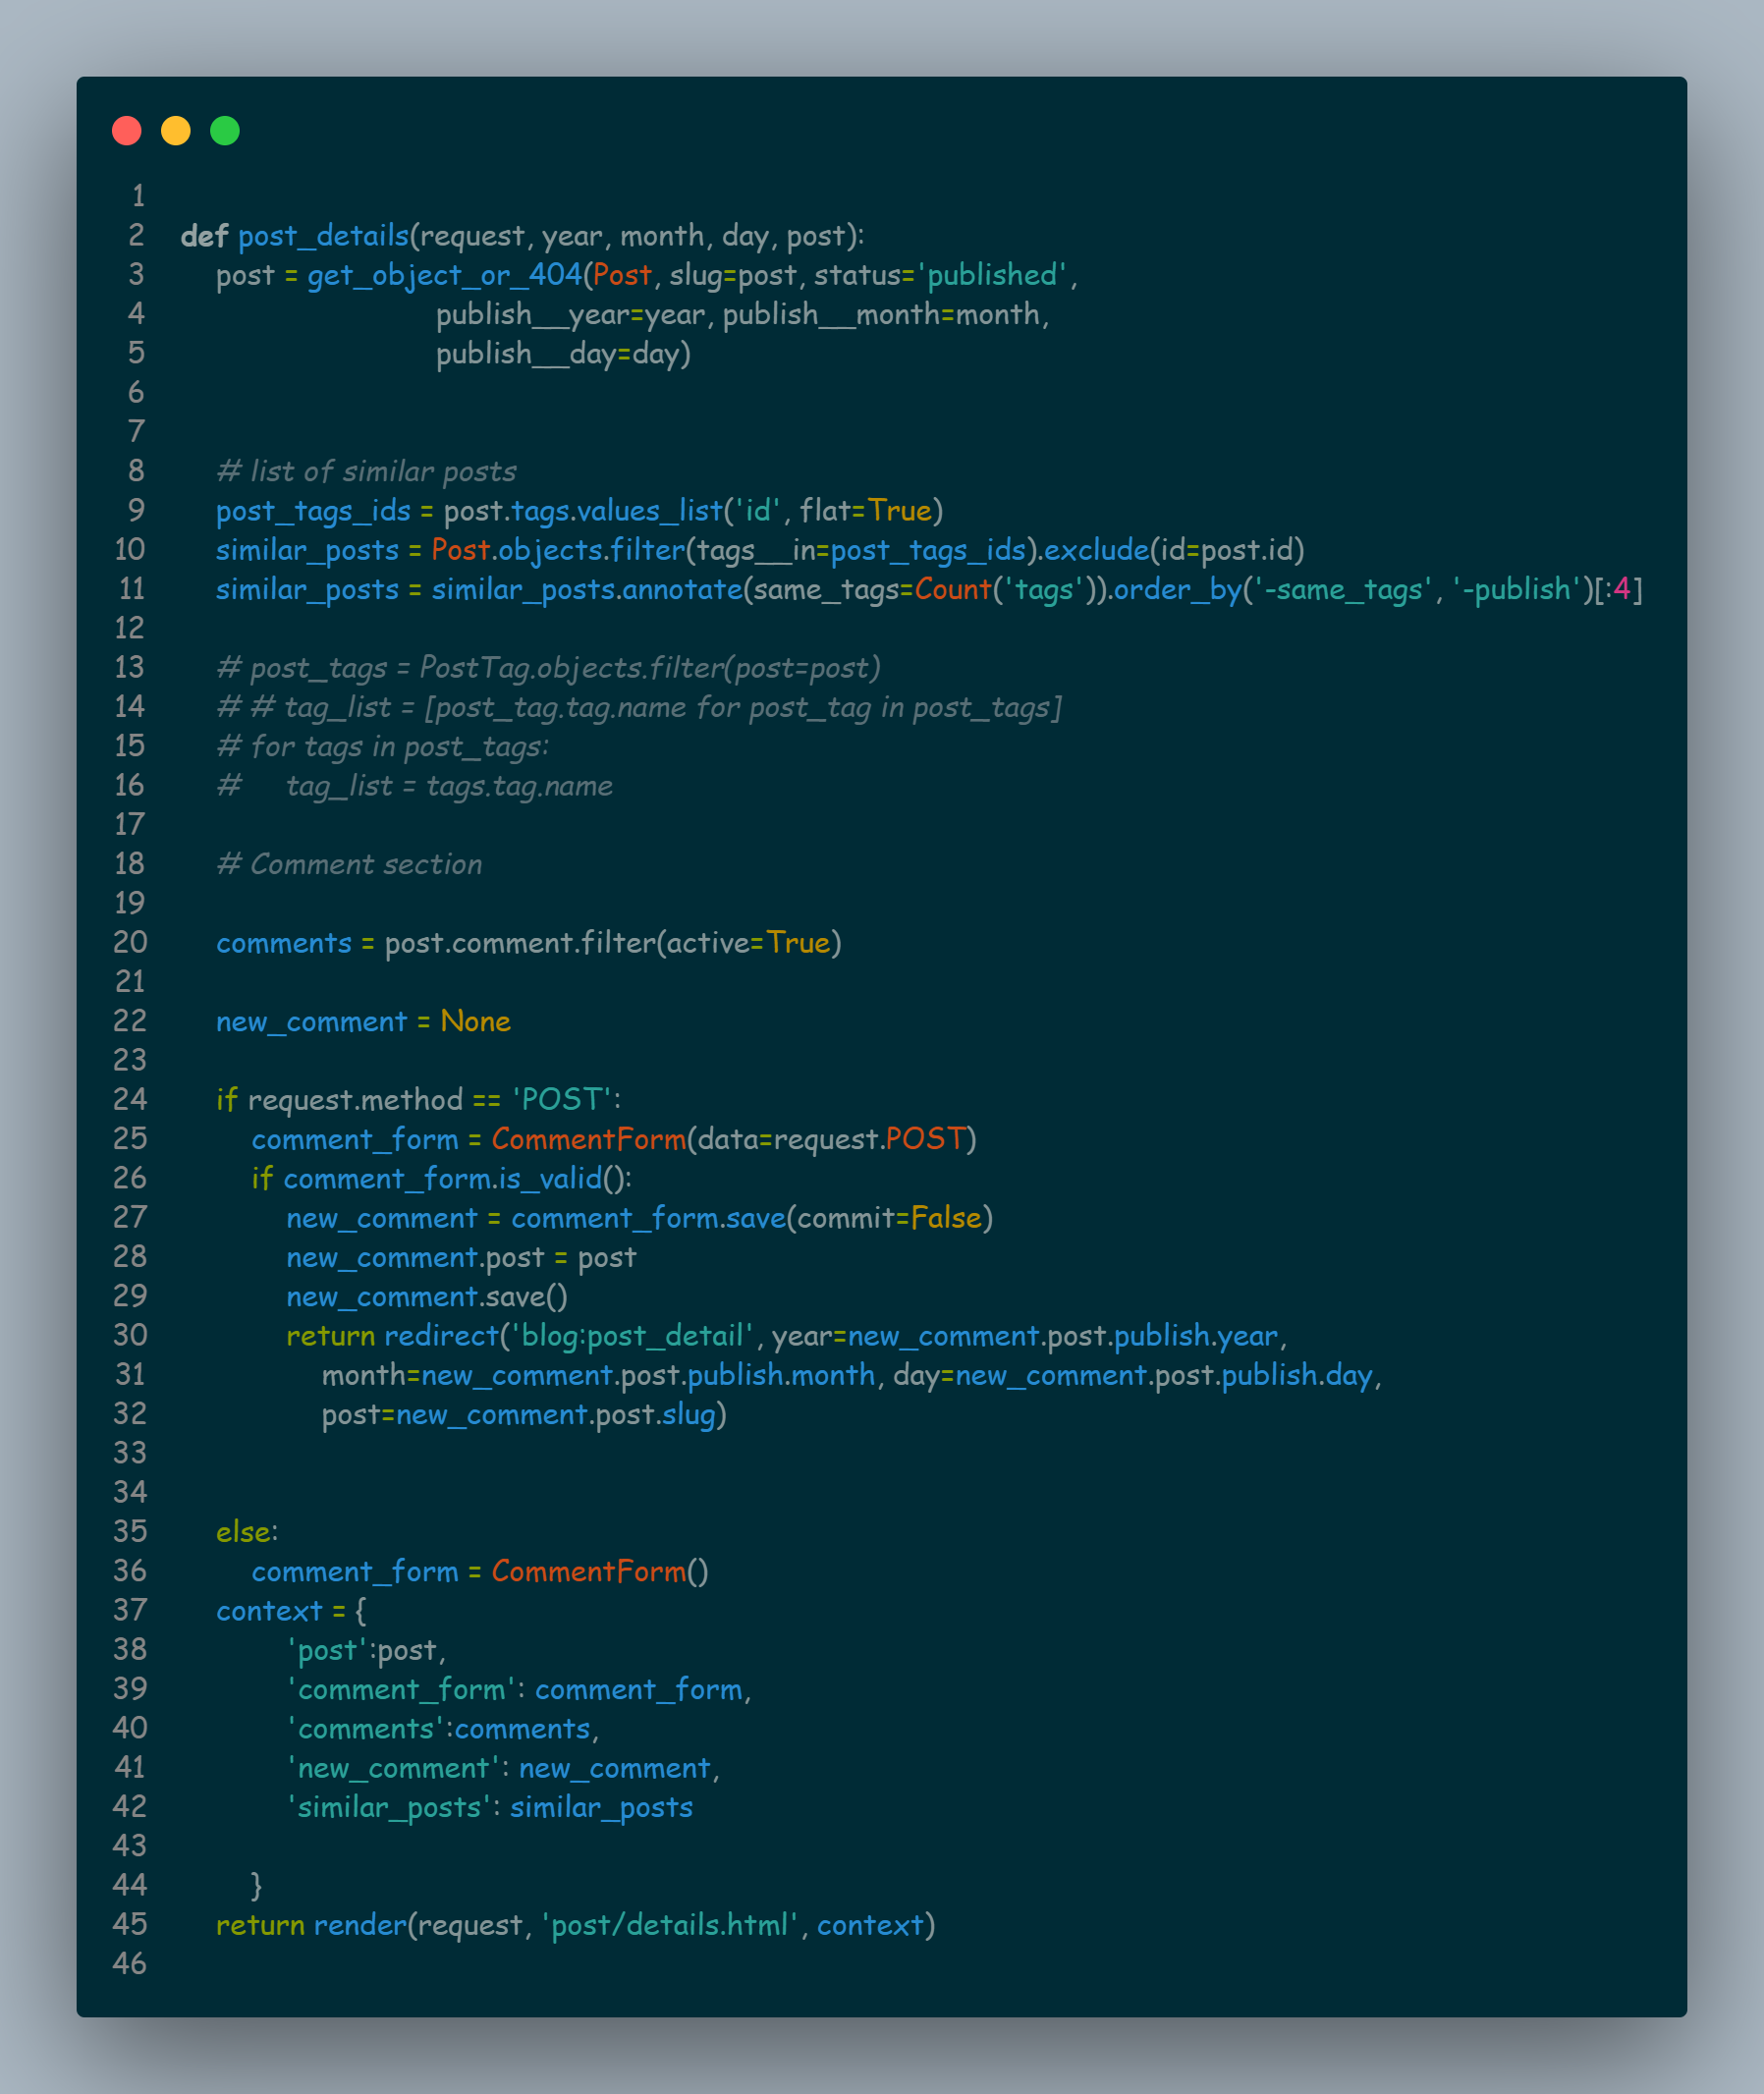 1
2 def post_details(request, year, month, day, post):
3     post = get_object_or_404(Post, slug=post, status='published',
4                              publish__year=year, publish__month=month,
5                              publish__day=day)
6
7
8     # list of similar posts
9     post_tags_ids = post.tags.values_list('id', flat=True)
10     similar_posts = Post.objects.filter(tags__in=post_tags_ids).exclude(id=post.id)
11     similar_posts = similar_posts.annotate(same_tags=Count('tags')).order_by('-same_tags', '-publish')[:4]
12
13     # post_tags = PostTag.objects.filter(post=post)
14     # # tag_list = [post_tag.tag.name for post_tag in post_tags]
15     # for tags in post_tags:
16     #     tag_list = tags.tag.name
17
18     # Comment section
19
20     comments = post.comment.filter(active=True)
21
22     new_comment = None
23
24     if request.method == 'POST':
25         comment_form = CommentForm(data=request.POST)
26         if comment_form.is_valid():
27             new_comment = comment_form.save(commit=False)
28             new_comment.post = post
29             new_comment.save()
30             return redirect('blog:post_detail', year=new_comment.post.publish.year,
31                 month=new_comment.post.publish.month, day=new_comment.post.publish.day,
32                 post=new_comment.post.slug)
33
34
35     else:
36         comment_form = CommentForm()
37     context = {
38             'post':post,
39             'comment_form': comment_form,
40             'comments':comments,
41             'new_comment': new_comment,
42             'similar_posts': similar_posts
43
44         }
45     return render(request, 'post/details.html', context)
46